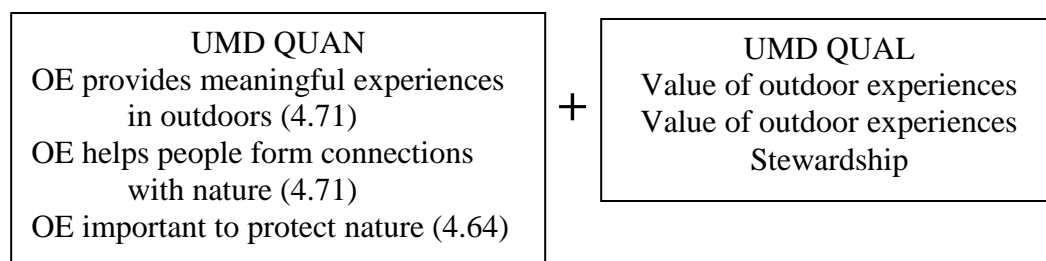 UMD QUAN
OE provides meaningful experiences
in outdoors (4.71)
OE helps people form connections
with nature (4.71)
OE important to protect nature (4.64)
+
UMD QUAL
Value of outdoor experiences
Value of outdoor experiences
Stewardship